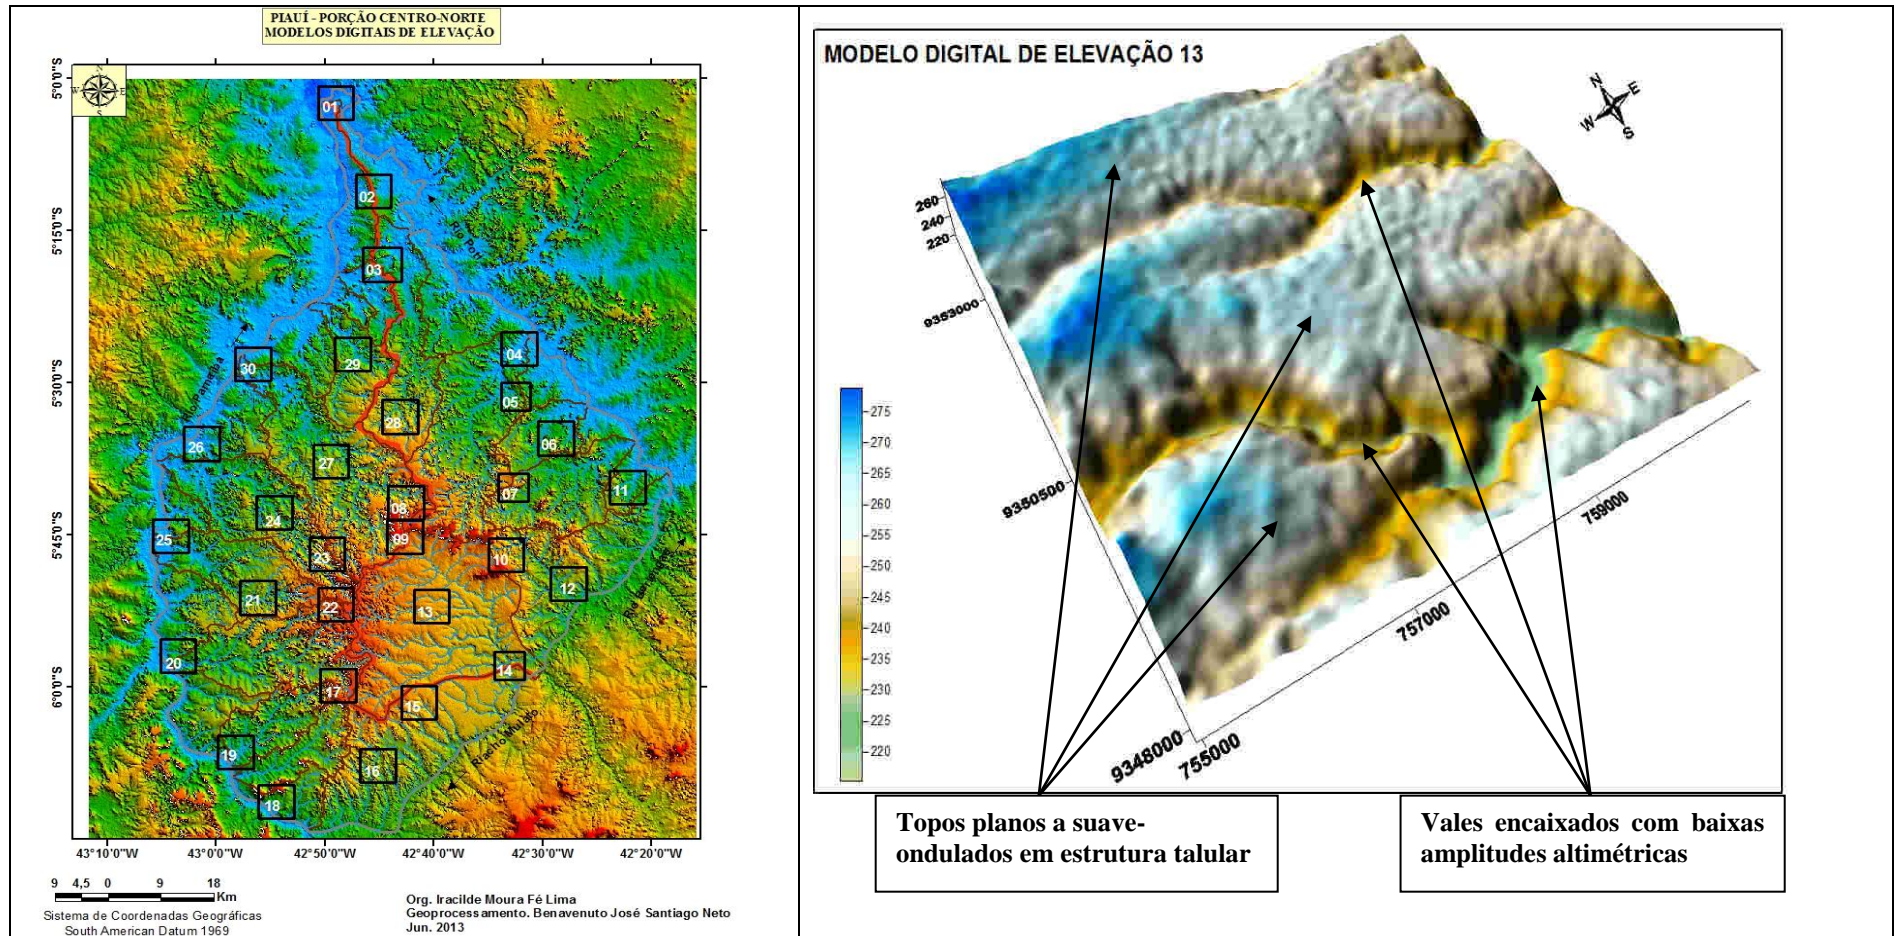 PIAUÍ - PORÇÃO CENTRO-NORTE
MODELOS DIGITAIS DE ELEVAÇÃO
N
W
E
S
5°0'0"S
5°15'0"S
5°30'0"S
5°45'0"S
6°0'0"S
01
02
03
Rio Poti
04
29
30
05
28
26
06
27
11
07
08
24
25
09
23
10
12
21
22
13
20
14
17
15
19
16
Riacho Mulato
18
43°10'0"W
43°0'0"W
42°50'0"W
42°40'0"W
42°30'0"W
42°20'0"W
9 4,5 0 9 18
Km
Sistema de Coordenadas Geográficas
South American Datum 1969
Org. Iracilde Moura Fé Lima
Geoprocessamento. Benavenuto José Santiago Neto
Jun. 2013
MODELO DIGITAL DE ELEVAÇÃO 13
N
E
W
S
260
240
220
9353000
9350500
9348000
755000
757000
759000
275
270
265
260
255
250
245
240
235
230
225
220
Topos planos a suave-
ondulados em estrutura talular
Vales encaixados com baixas
amplitudes altimétricas